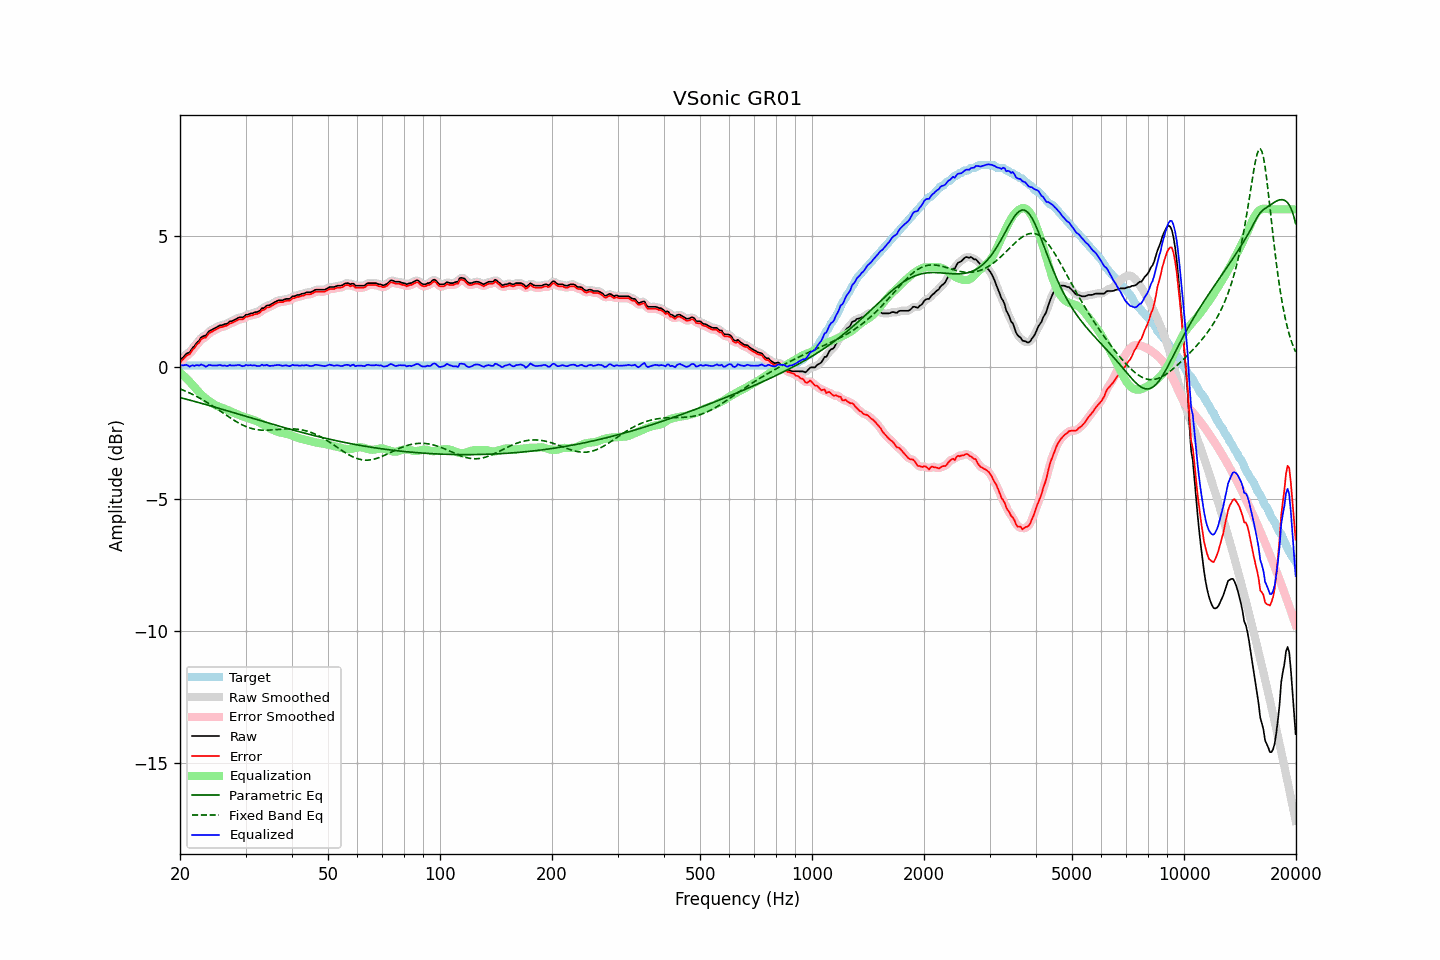 VSonic GR01
Amplitude (dBr)
5
0
−5
−10
−15
Target
Raw Smoothed
Error Smoothed
Raw
Error
Equalization
Parametric Eq
Fixed Band Eq
Equalized
20 50 100 200 500 1000 2000 5000 10000 20000
Frequency (Hz)